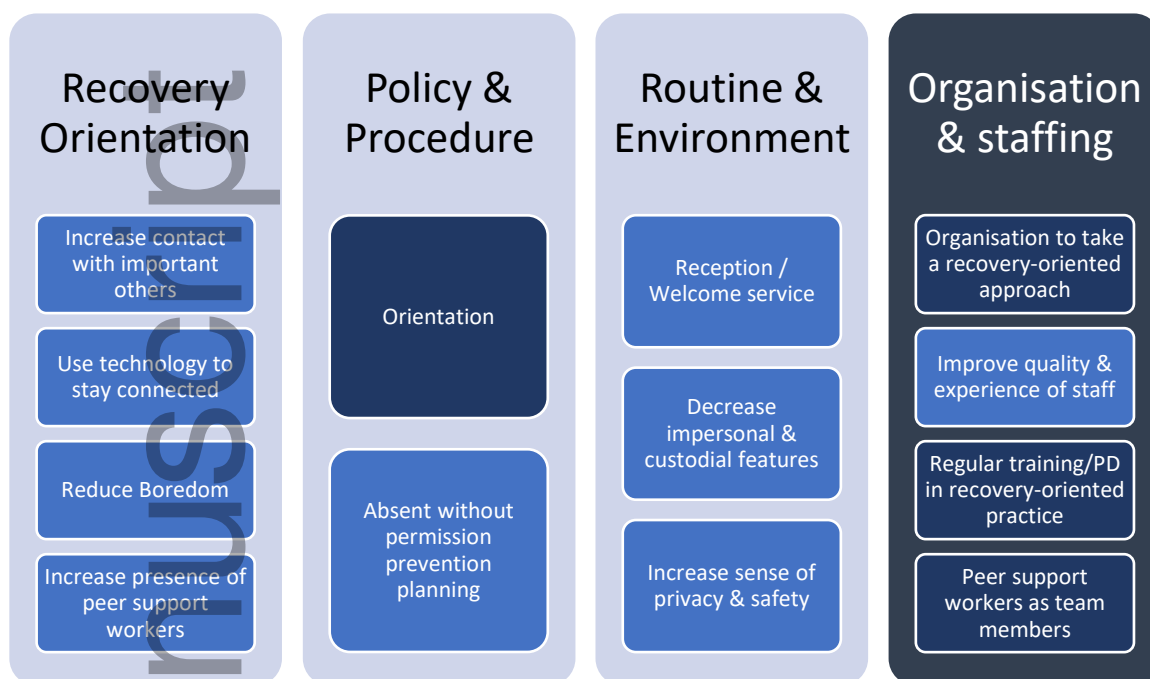 Recovery
Orientation
Increase contact
with important
others
Use technology to
stay connected
Reduce Boredom
Increase presence of
peer support
workers
Policy &
Procedure
Orientation
Absent without
permission
prevention
planning
Routine &
Environment
Reception /
Welcome service
Decrease
impersonal &
custodial features
Increase sense of
privacy & safety
Organisation
& staffing
Organisation to take
a recovery-oriented
approach
Improve quality &
experience of staff
Regular training/PD
in recovery-oriented
practice
Peer support
workers as team
members
nuscript